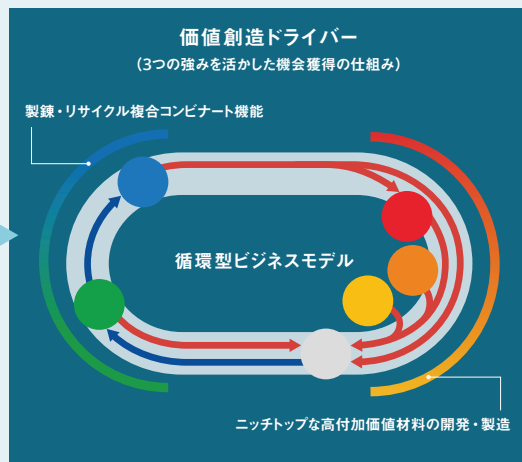 価値創造ドライバー
(3つの強みを活かした機会獲得の仕組み)
製錬・リサイクル複合コンビナート機能
循環型ビジネスモデル
ニッチトップな高付加価値材料の開発・製造